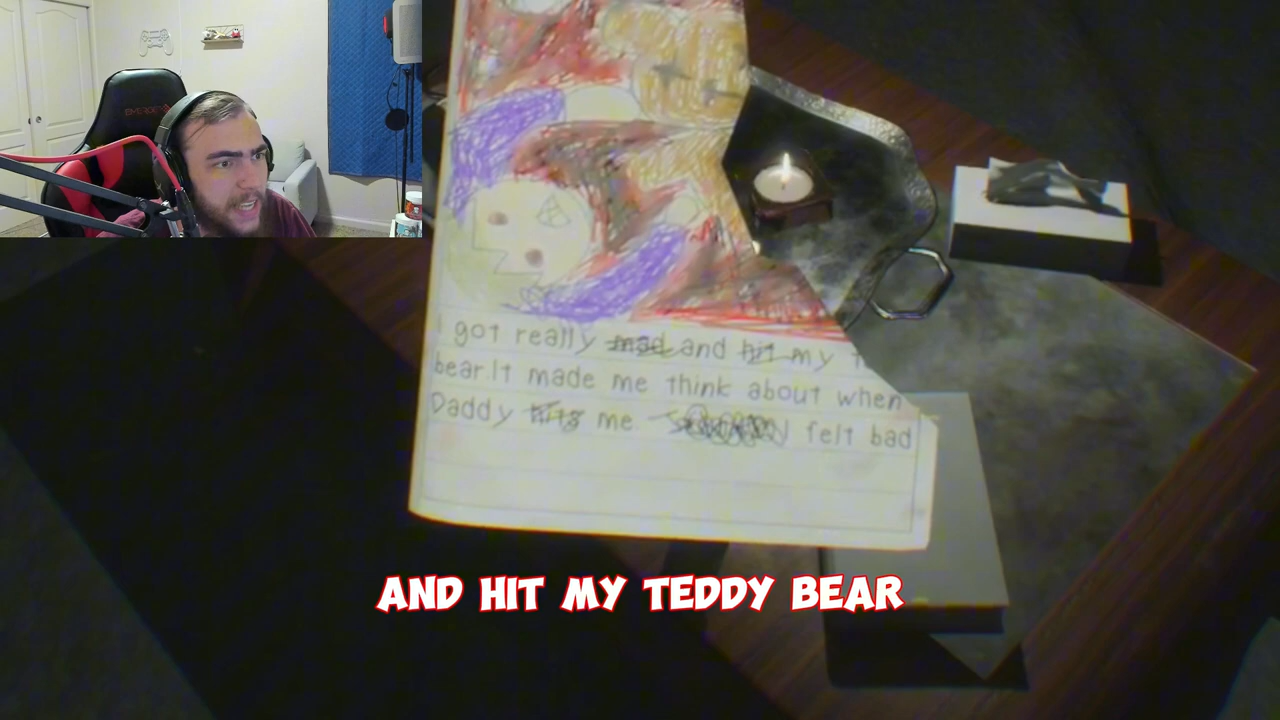 I got really mad and hit my
bear. It made me think about when
Daddy hits me. I felt bad
AND HIT MY TEDDY BEAR